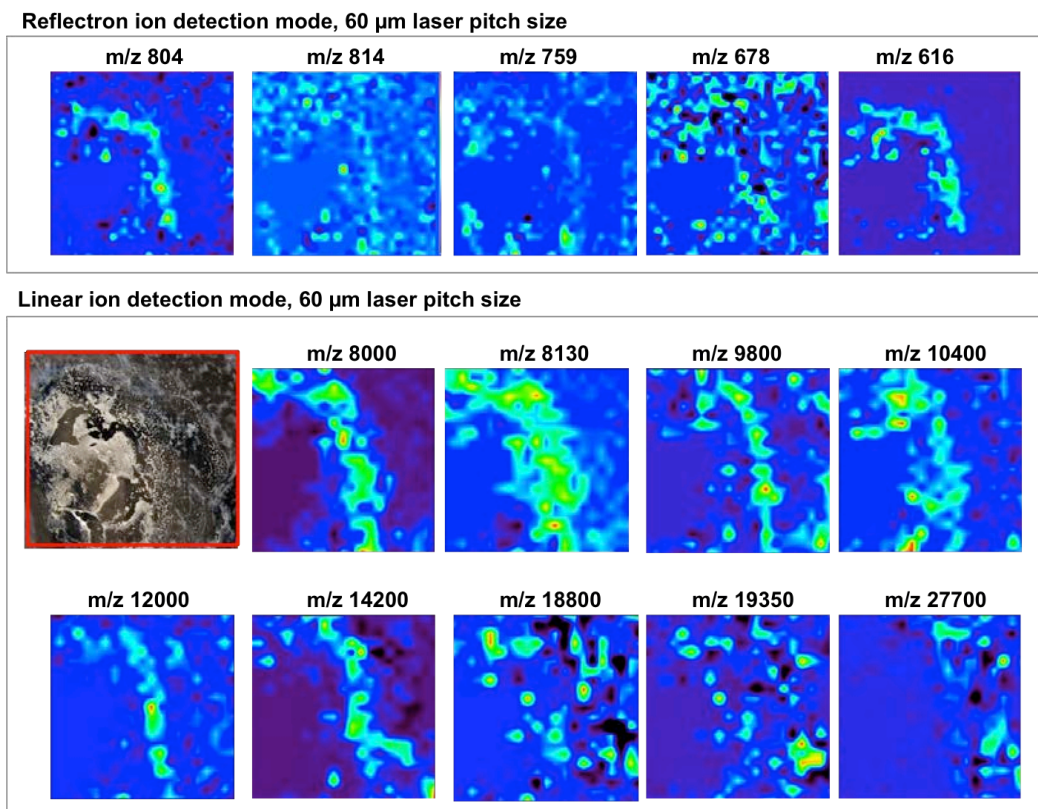 Reflectron ion detection mode, 60 µm laser pitch size
m/z 804 m/z 814 m/z 759 m/z 678 m/z 616
Linear ion detection mode, 60 µm laser pitch size
m/z 8000 m/z 8130 m/z 9800 m/z 10400
m/z 12000 m/z 14200 m/z 18800 m/z 19350 m/z 27700